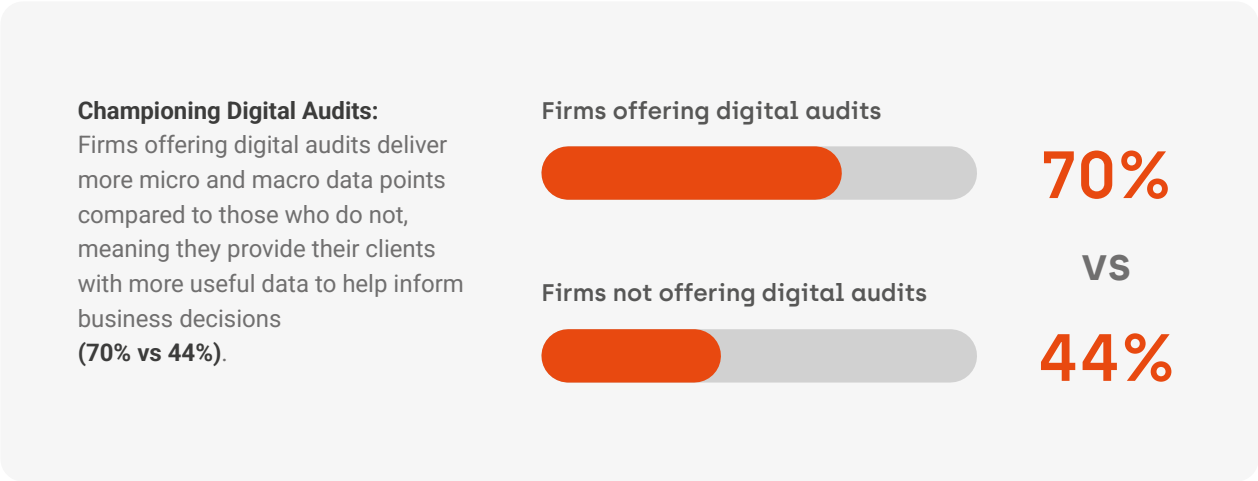 Championing Digital Audits:
Firms offering digital audits deliver
more micro and macro data points
compared to those who do not,
meaning they provide their clients
with more useful data to help inform
business decisions
(70% vs 44%).
Firms offering digital audits
70%
vs
Firms not offering digital audits
44%